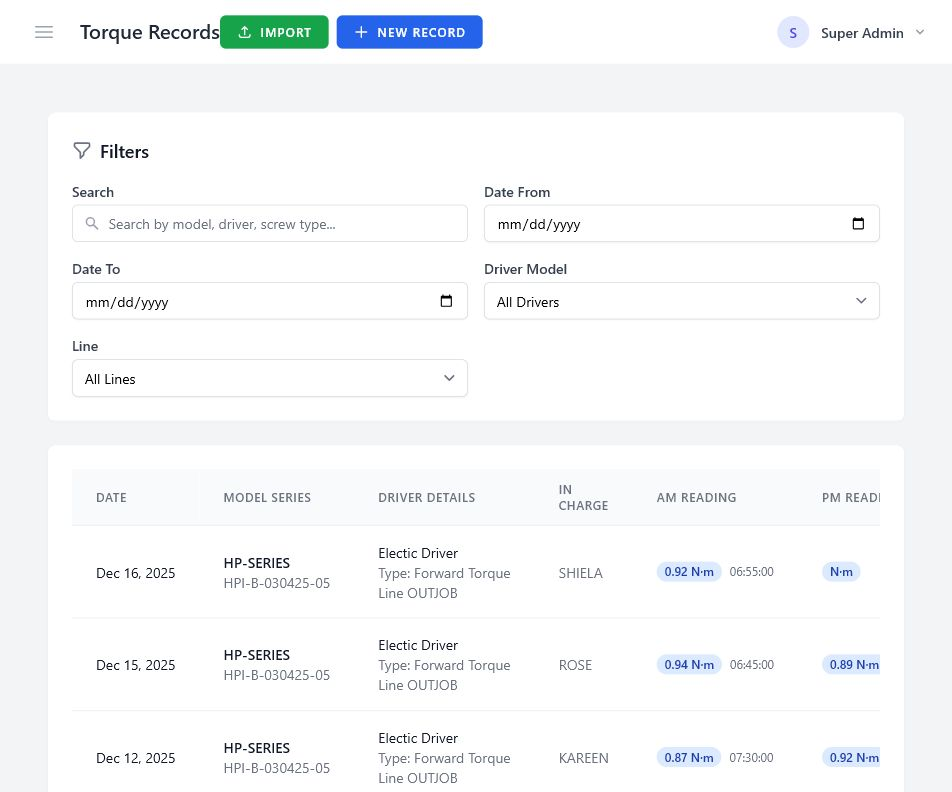 Torque Records
IMPORT
NEW RECORD
S
Super Admin
Filters
Search
Date From
Search by model, driver, screw type...
mm/dd/yyyy
Date To
Driver Model
mm/dd/yyyy
All Drivers
Line
All Lines
DATE
MODEL SERIES
DRIVER DETAILS
IN
CHARGE
AM READING
PM READI
Dec 16, 2025
HP-SERIES
HPI-B-030425-05
Electic Driver
Type: Forward Torque
Line OUTJOB
SHIELA
0.92 N·m 06:55:00
N·m
Dec 15, 2025
HP-SERIES
HPI-B-030425-05
Electic Driver
Type: Forward Torque
Line OUTJOB
ROSE
0.94 N·m 06:45:00
0.89 N·m
Dec 12, 2025
HP-SERIES
HPI-B-030425-05
Electic Driver
Type: Forward Torque
Line OUTJOB
KAREEN
0.87 N·m 07:30:00
0.92 N·m